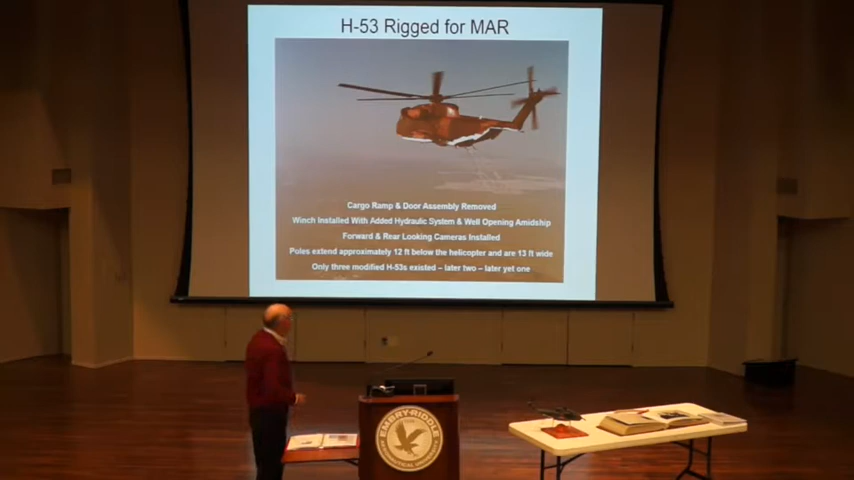 H-53 Rigged for MAR
Cargo Ramp & Door Assembly Removed
Winch Installed With Added Hydraulic System & Well Opening Amidship
Forward & Rear Looking Cameras Installed
Poles extend approximately 12 ft below the helicopter and are 13 ft wide
Only three modified H-53s existed – later two – later yet one
EMBRY-RIDDLE